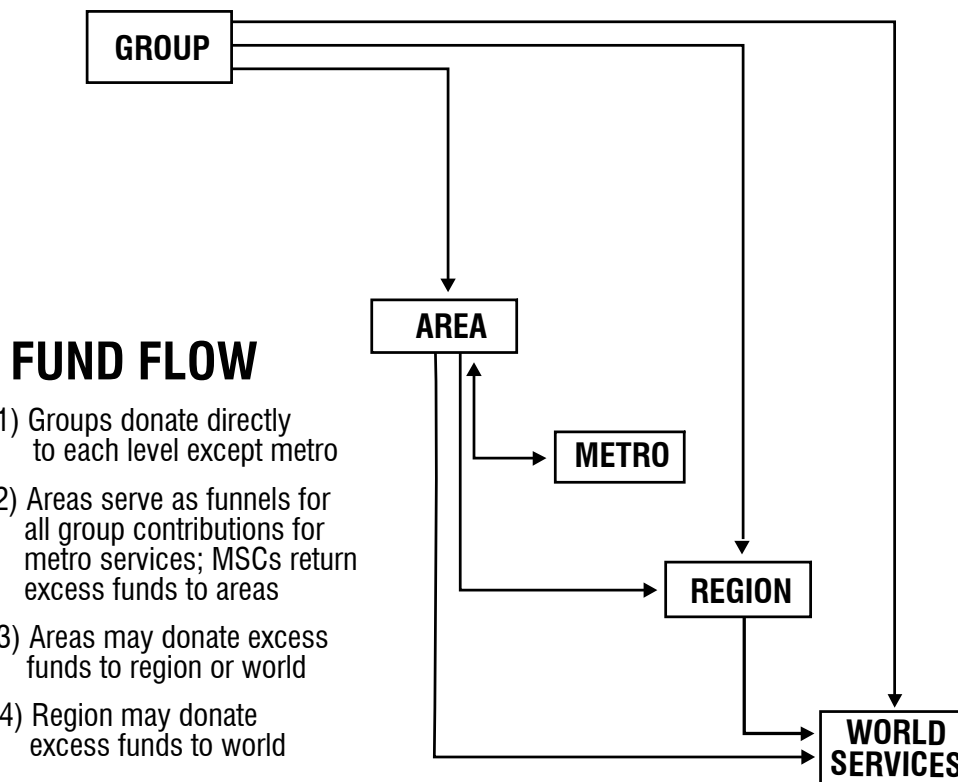 GROUP
AREA
FUND FLOW
1) Groups donate directly
to each level except metro
METRO
2) Areas serve as funnels for
all group contributions for
metro services; MSCs return
excess funds to areas
REGION
3) Areas may donate excess
funds to region or world
4) Region may donate
excess funds to world
WORLD
SERVICES